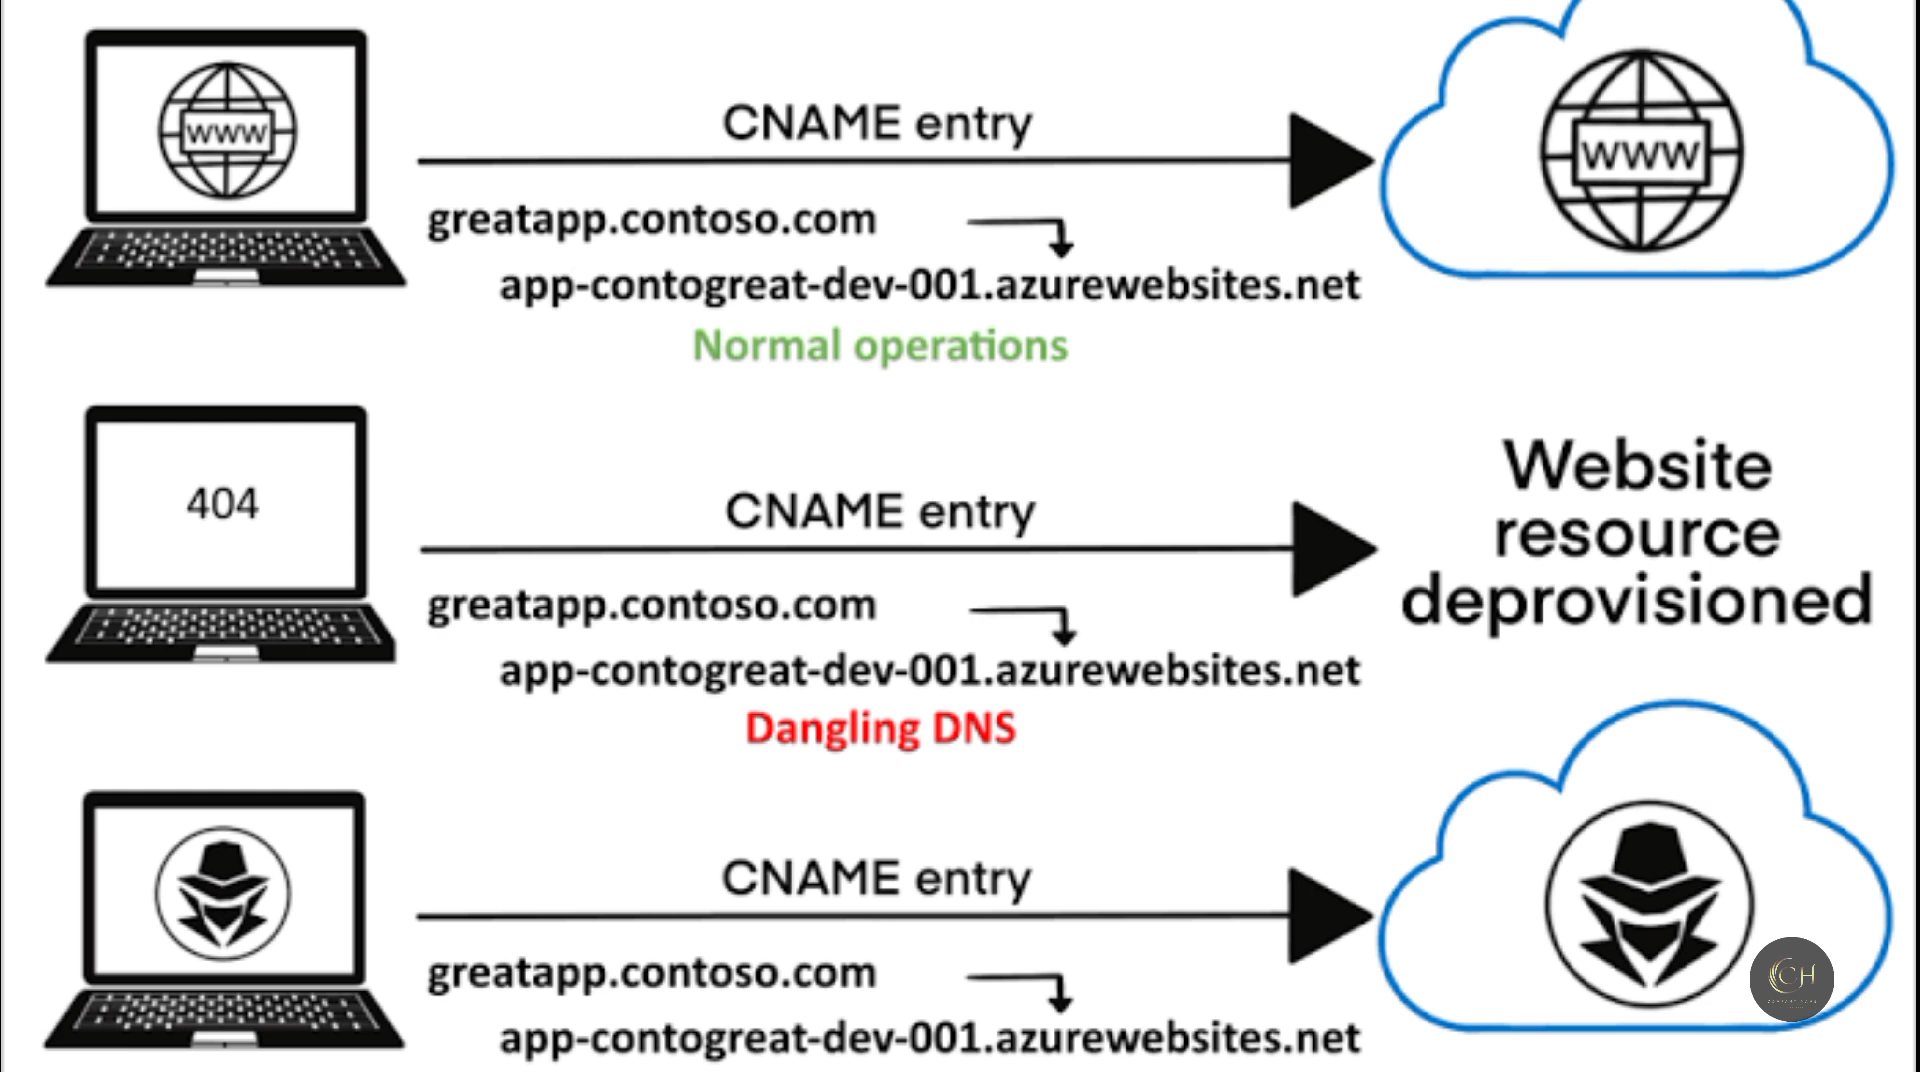 www
CNAME entry
www
greatapp.contoso.com
app-contogreat-dev-001.azurewebsites.net
Normal operations
404
CNAME entry
Website
resource
deprovisioned
greatapp.contoso.com
app-contogreat-dev-001.azurewebsites.net
Dangling DNS
CNAME entry
greatapp.contoso.com
app-contogreat-dev-001.azurewebsites.net
CH